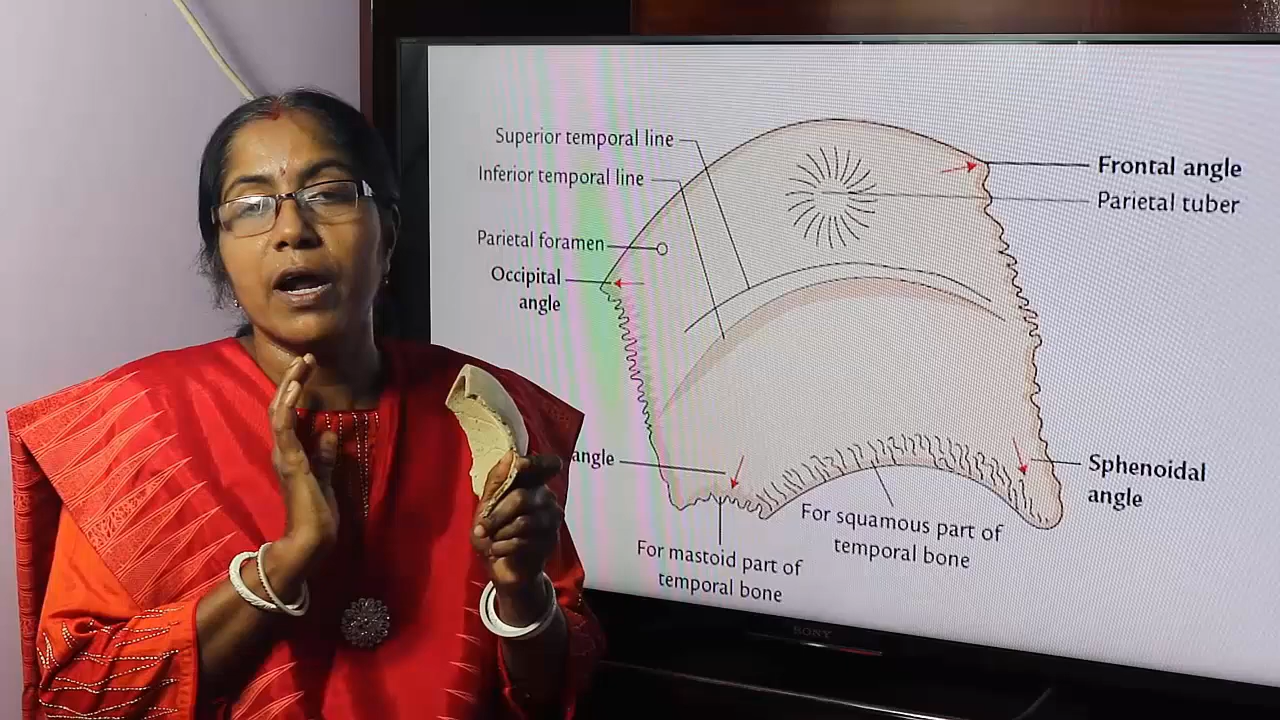 Superior temporal line
Inferior temporal line
Parietal foramen
Occipital
angle
Frontal angle
Parietal tuber
angle
Sphenoidal
angle
For squamous part of
temporal bone
For mastoid part of
temporal bone
SONY